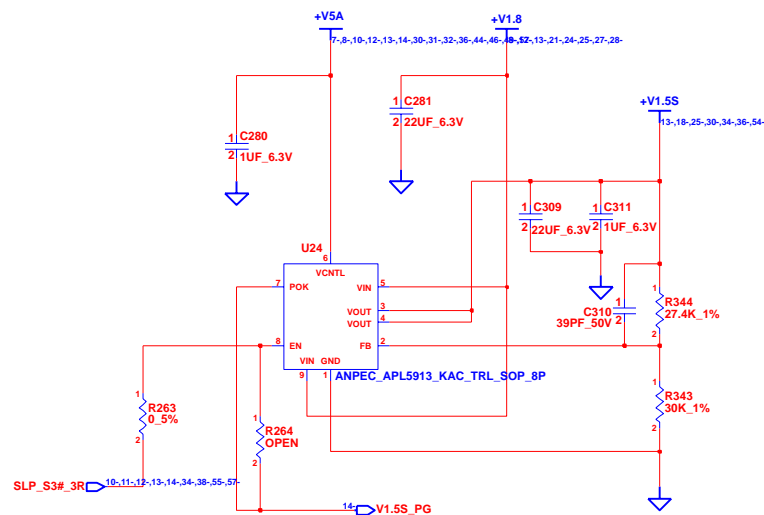 +V5A
+V1.8
7-,8-,10-,12-,13-,14-,30-,31-,32-,36-,44-,46-,
13-,21-,24-,25-,27-,28-
1
C281
2
22UF_6.3V
+V1.5S
13-,18-,25-,30-,34-,36-,54-
1
C280
2
1UF_6.3V
1
C309
2
22UF_6.3V
1
C311
2
1UF_6.3V
U24
6
VCNTL
7
POK
VIN
5
VOUT
3
VOUT
4
8
EN
FB
2
VIN
GND
9
1
ANPEC_APL5913_KAC_TRL_SOP_8P
1
C310
2
39PF_50V
1
R344
27.4K_1%
2
1
R343
30K_1%
2
1
R263
0_5%
2
1
R264
OPEN
2
SLP_S3#_3R
10-,11-,12-,13-,14-,34-,38-,55-,57-
14-
V1.5S_PG